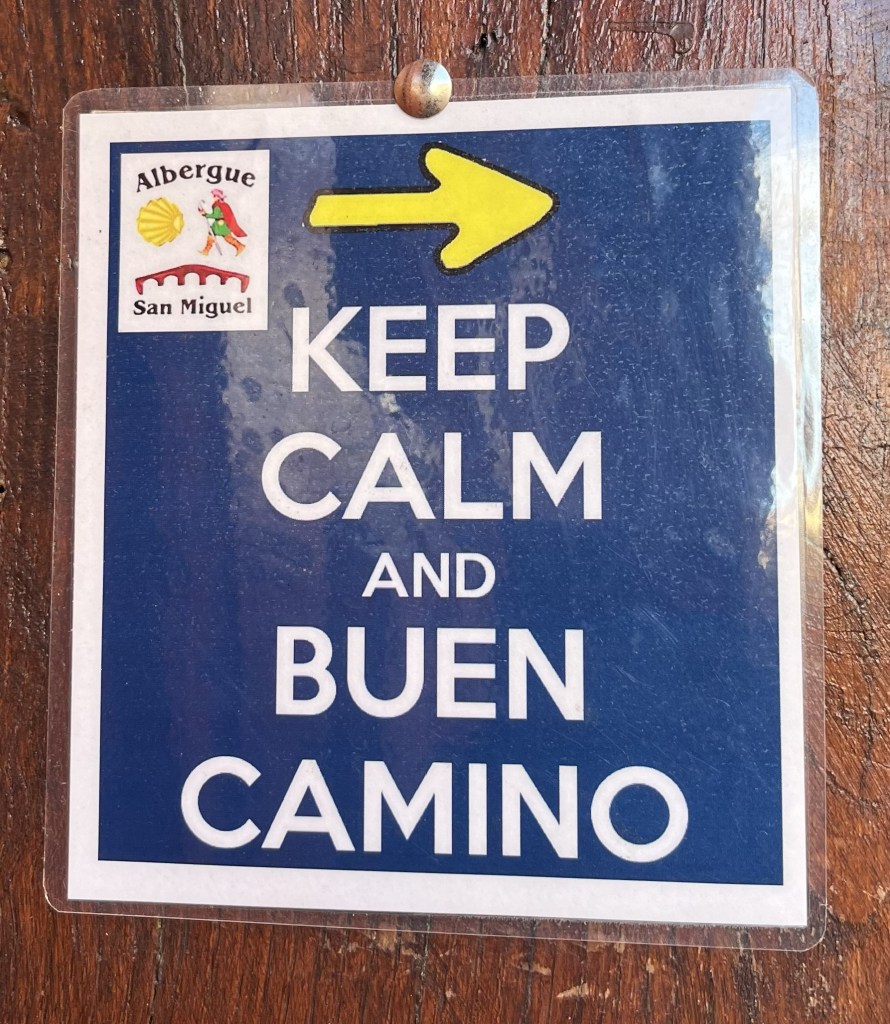 Albergue
San Miguel
KEEP
CALM
AND
BUEN
CAMINO